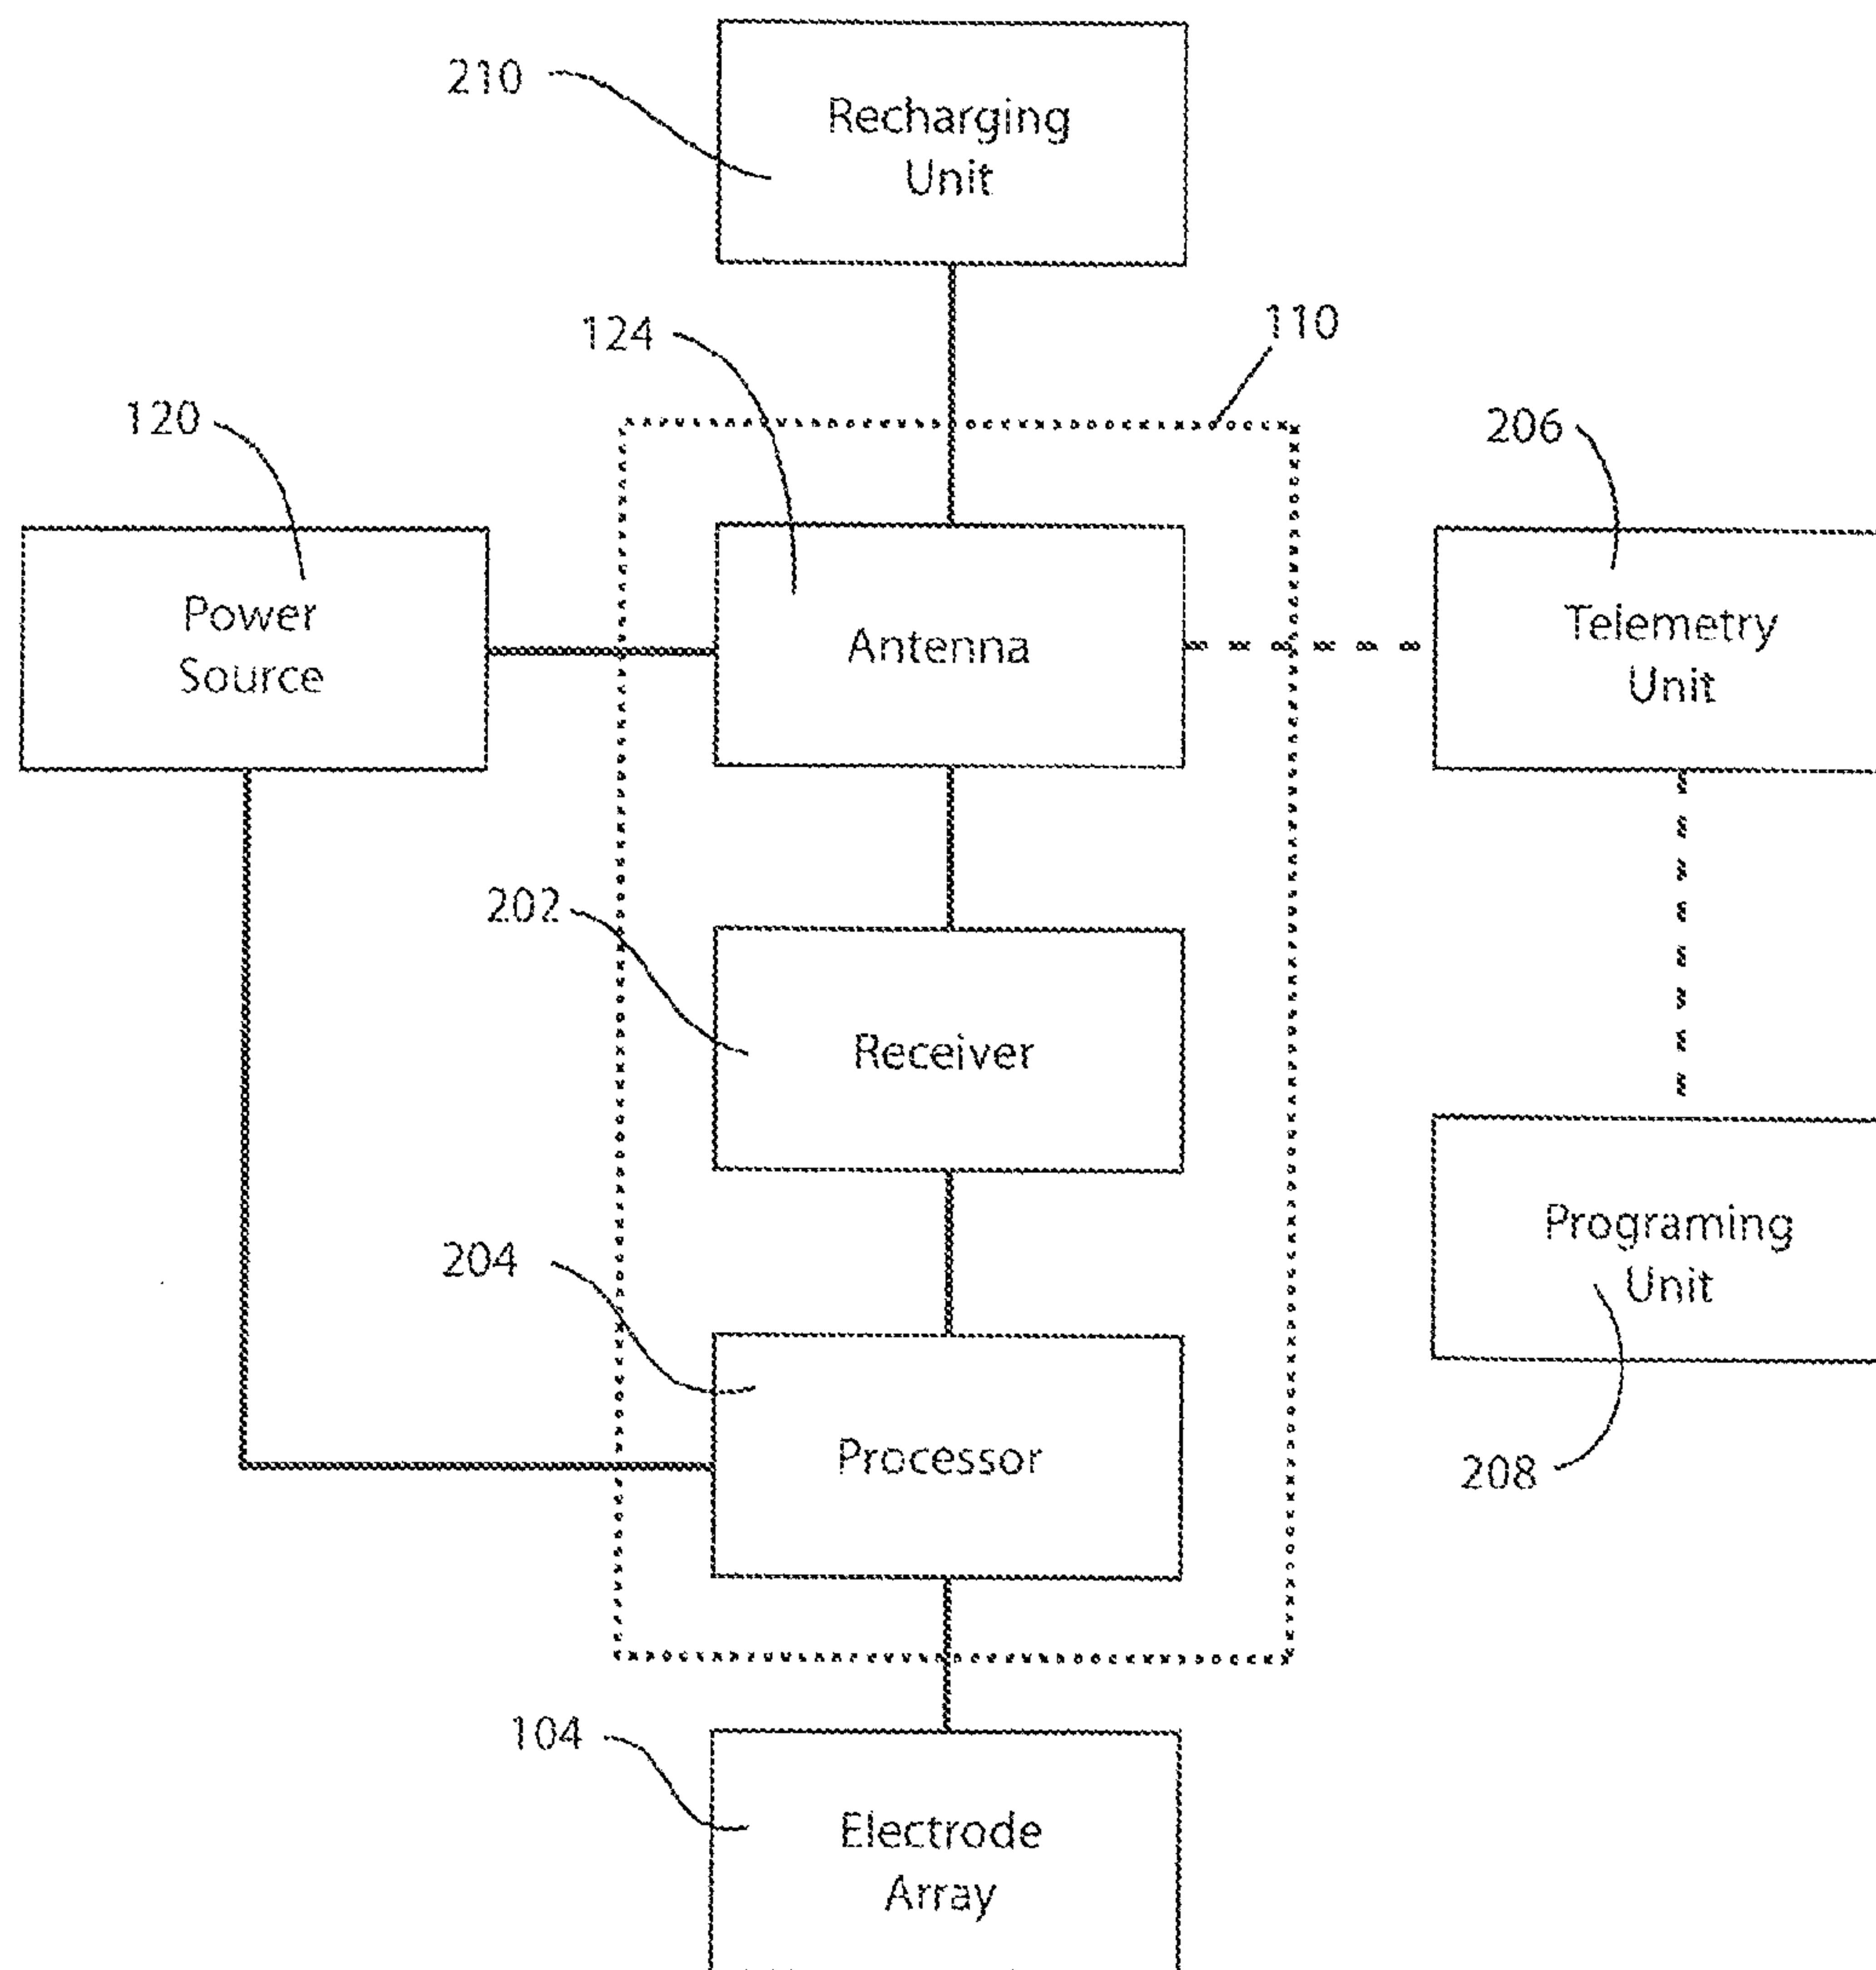 210
Recharging
Unit
124
110
120
206
Power
Source
Antenna
Telemetry
Unit
202
Receiver
204
Programing
Unit
Processor
208
104
Electrode
Array